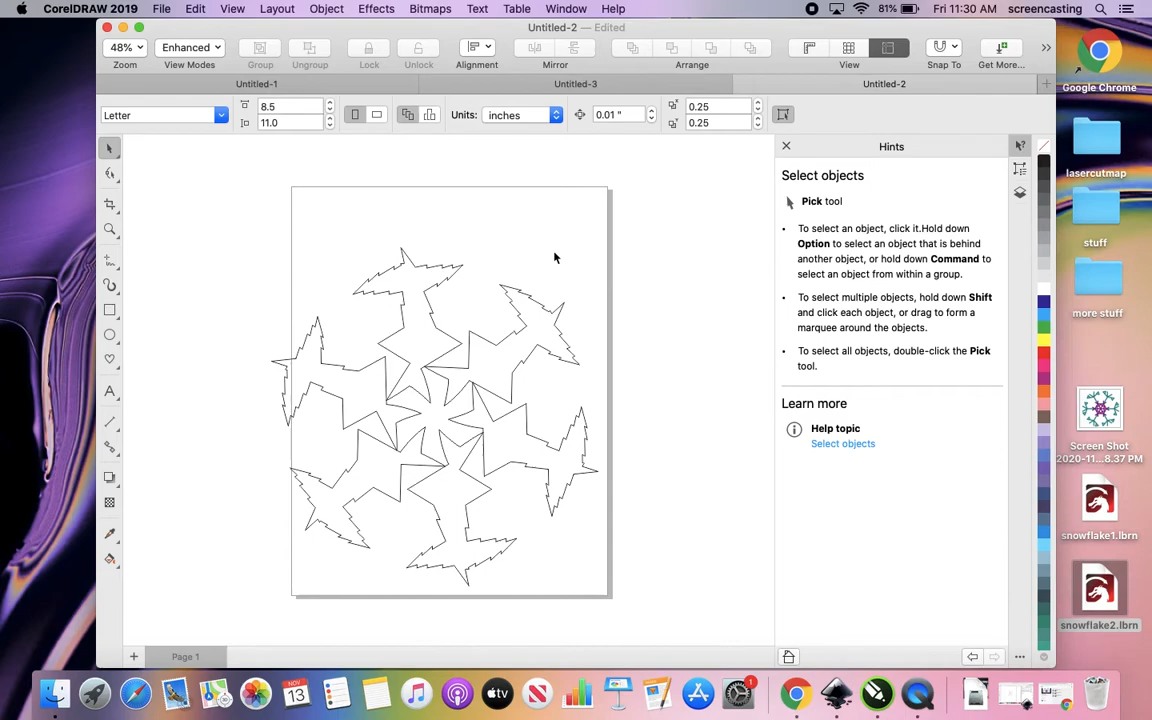 CorelDRAW 2019 File Edit View Layout Object Effects Bitmaps Text Table Window Help 81% Fri 11:30 AM screencasting
Untitled-2 — Edited
48% Enhanced
Zoom View Modes Group Ungroup Lock Unlock Alignment Mirror Arrange View Snap To Get More...
Untitled-1 Untitled-3 Untitled-2
Letter 8.5 11.0 Units: inches 0.01 " 0.25 0.25
Hints
Select objects
Pick tool
• To select an object, click it.Hold down
Option to select an object that is behind
another object, or hold down Command to
select an object from within a group.
• To select multiple objects, hold down Shift
and click each object, or drag to form a
marquee around the objects.
• To select all objects, double-click the Pick
tool.
Learn more
Help topic
Select objects
Page 1
Google Chrome
lasercutmap
stuff
more stuff
Screen Shot
2020-11...8.37 PM
snowflake1.lbrn
snowflake2.lbrn
NOV
13
tv
1